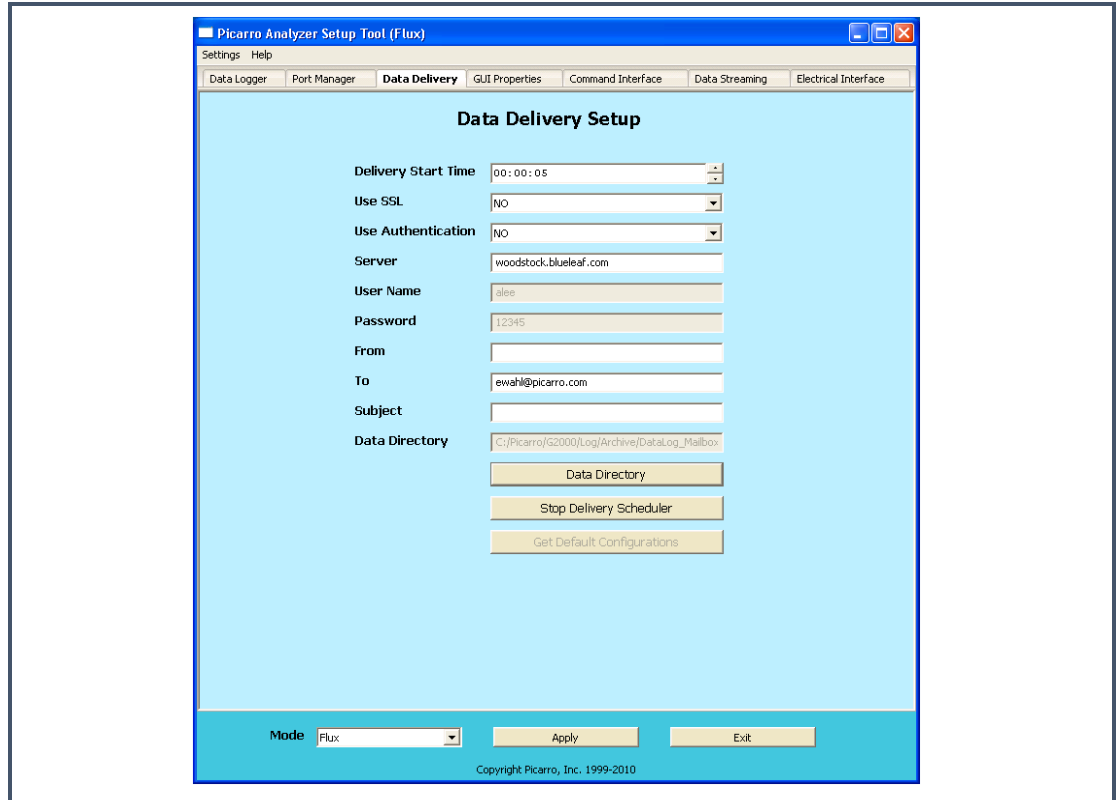 Picarro Analyzer Setup Tool (Flux)
Settings Help
Data Logger Port Manager Data Delivery GUI Properties Command Interface Data Streaming Electrical Interface
Data Delivery Setup
Delivery Start Time 00:00:05
Use SSL NO
Use Authentication NO
Server woodstock.blueleaf.com
User Name alee
Password 12345
From
To ewahl@picarro.com
Subject
Data Directory C:/Picarro/G2000/Log/Archive/DataLog_Mailbox
Data Directory
Stop Delivery Scheduler
Get Default Configurations
Mode Flux Apply Exit
Copyright Picarro, Inc. 1999-2010